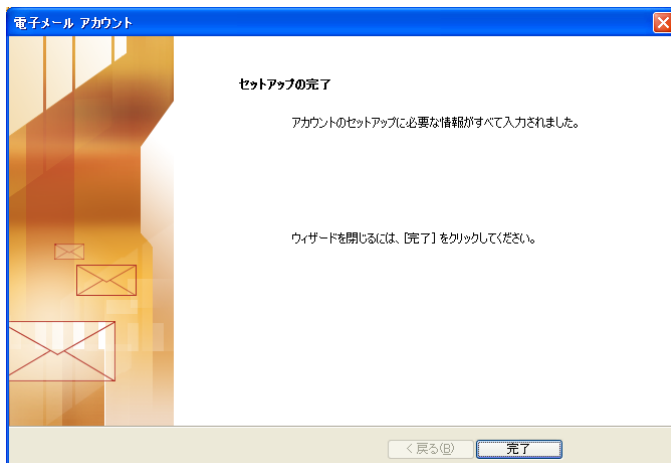 電子メール アカウント
セットアップの完了
アカウントのセットアップに必要な情報がすべて入力されました。
ウィザードを閉じるには、[完了] をクリックしてください。
< 戻る(B)
完了